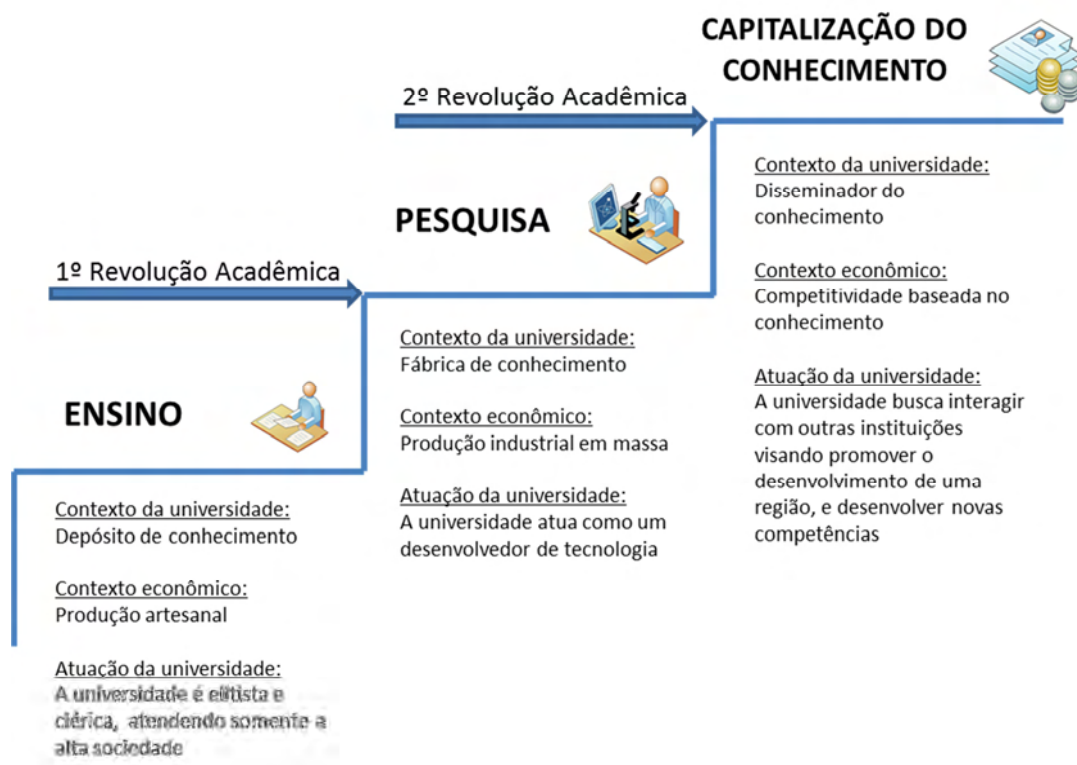 CAPITALIZAÇÃO DO
CONHECIMENTO
2º Revolução Acadêmica
Contexto da universidade:
Disseminador do
conhecimento
Contexto econômico:
Competitividade baseada no
conhecimento
Atuação da universidade:
A universidade busca interagir
com outras instituições
visando promover o
desenvolvimento de uma
região, e desenvolver novas
competências
PESQUISA
1º Revolução Acadêmica
Contexto da universidade:
Fábrica de conhecimento
Contexto econômico:
Produção industrial em massa
Atuação da universidade:
A universidade atua como um
desenvolvedor de tecnologia
ENSINO
Contexto da universidade:
Depósito de conhecimento
Contexto econômico:
Produção artesanal
Atuação da universidade:
A universidade é elitista e
clérica, atendendo somente a
alta sociedade